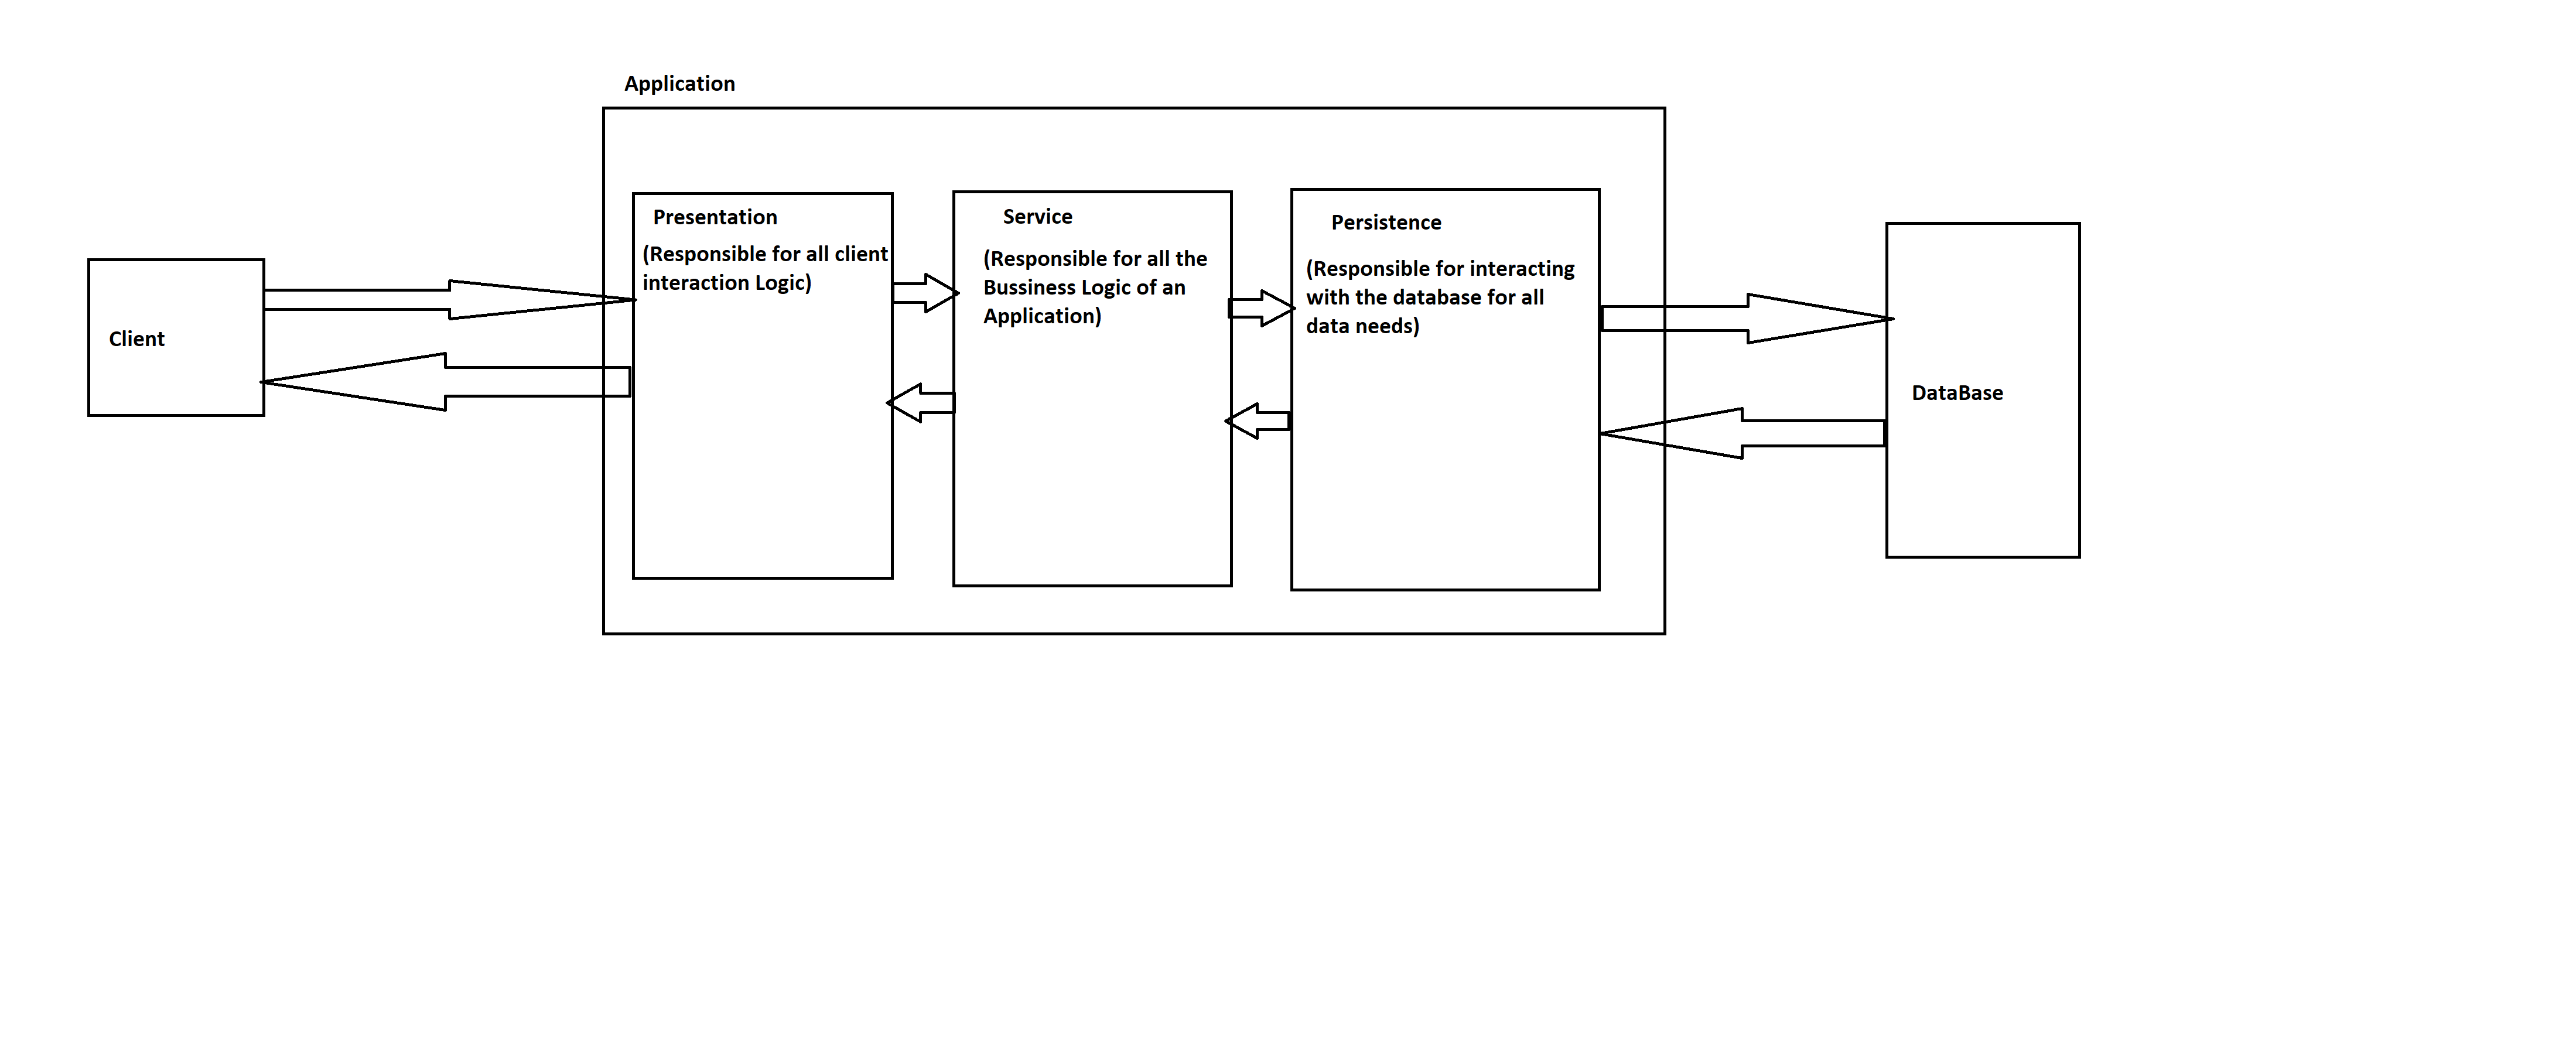 Application
Client
Presentation
(Responsible for all client
interaction Logic)
Service
(Responsible for all the
Bussiness Logic of an
Application)
Persistence
(Responsible for interacting
with the database for all
data needs)
DataBase